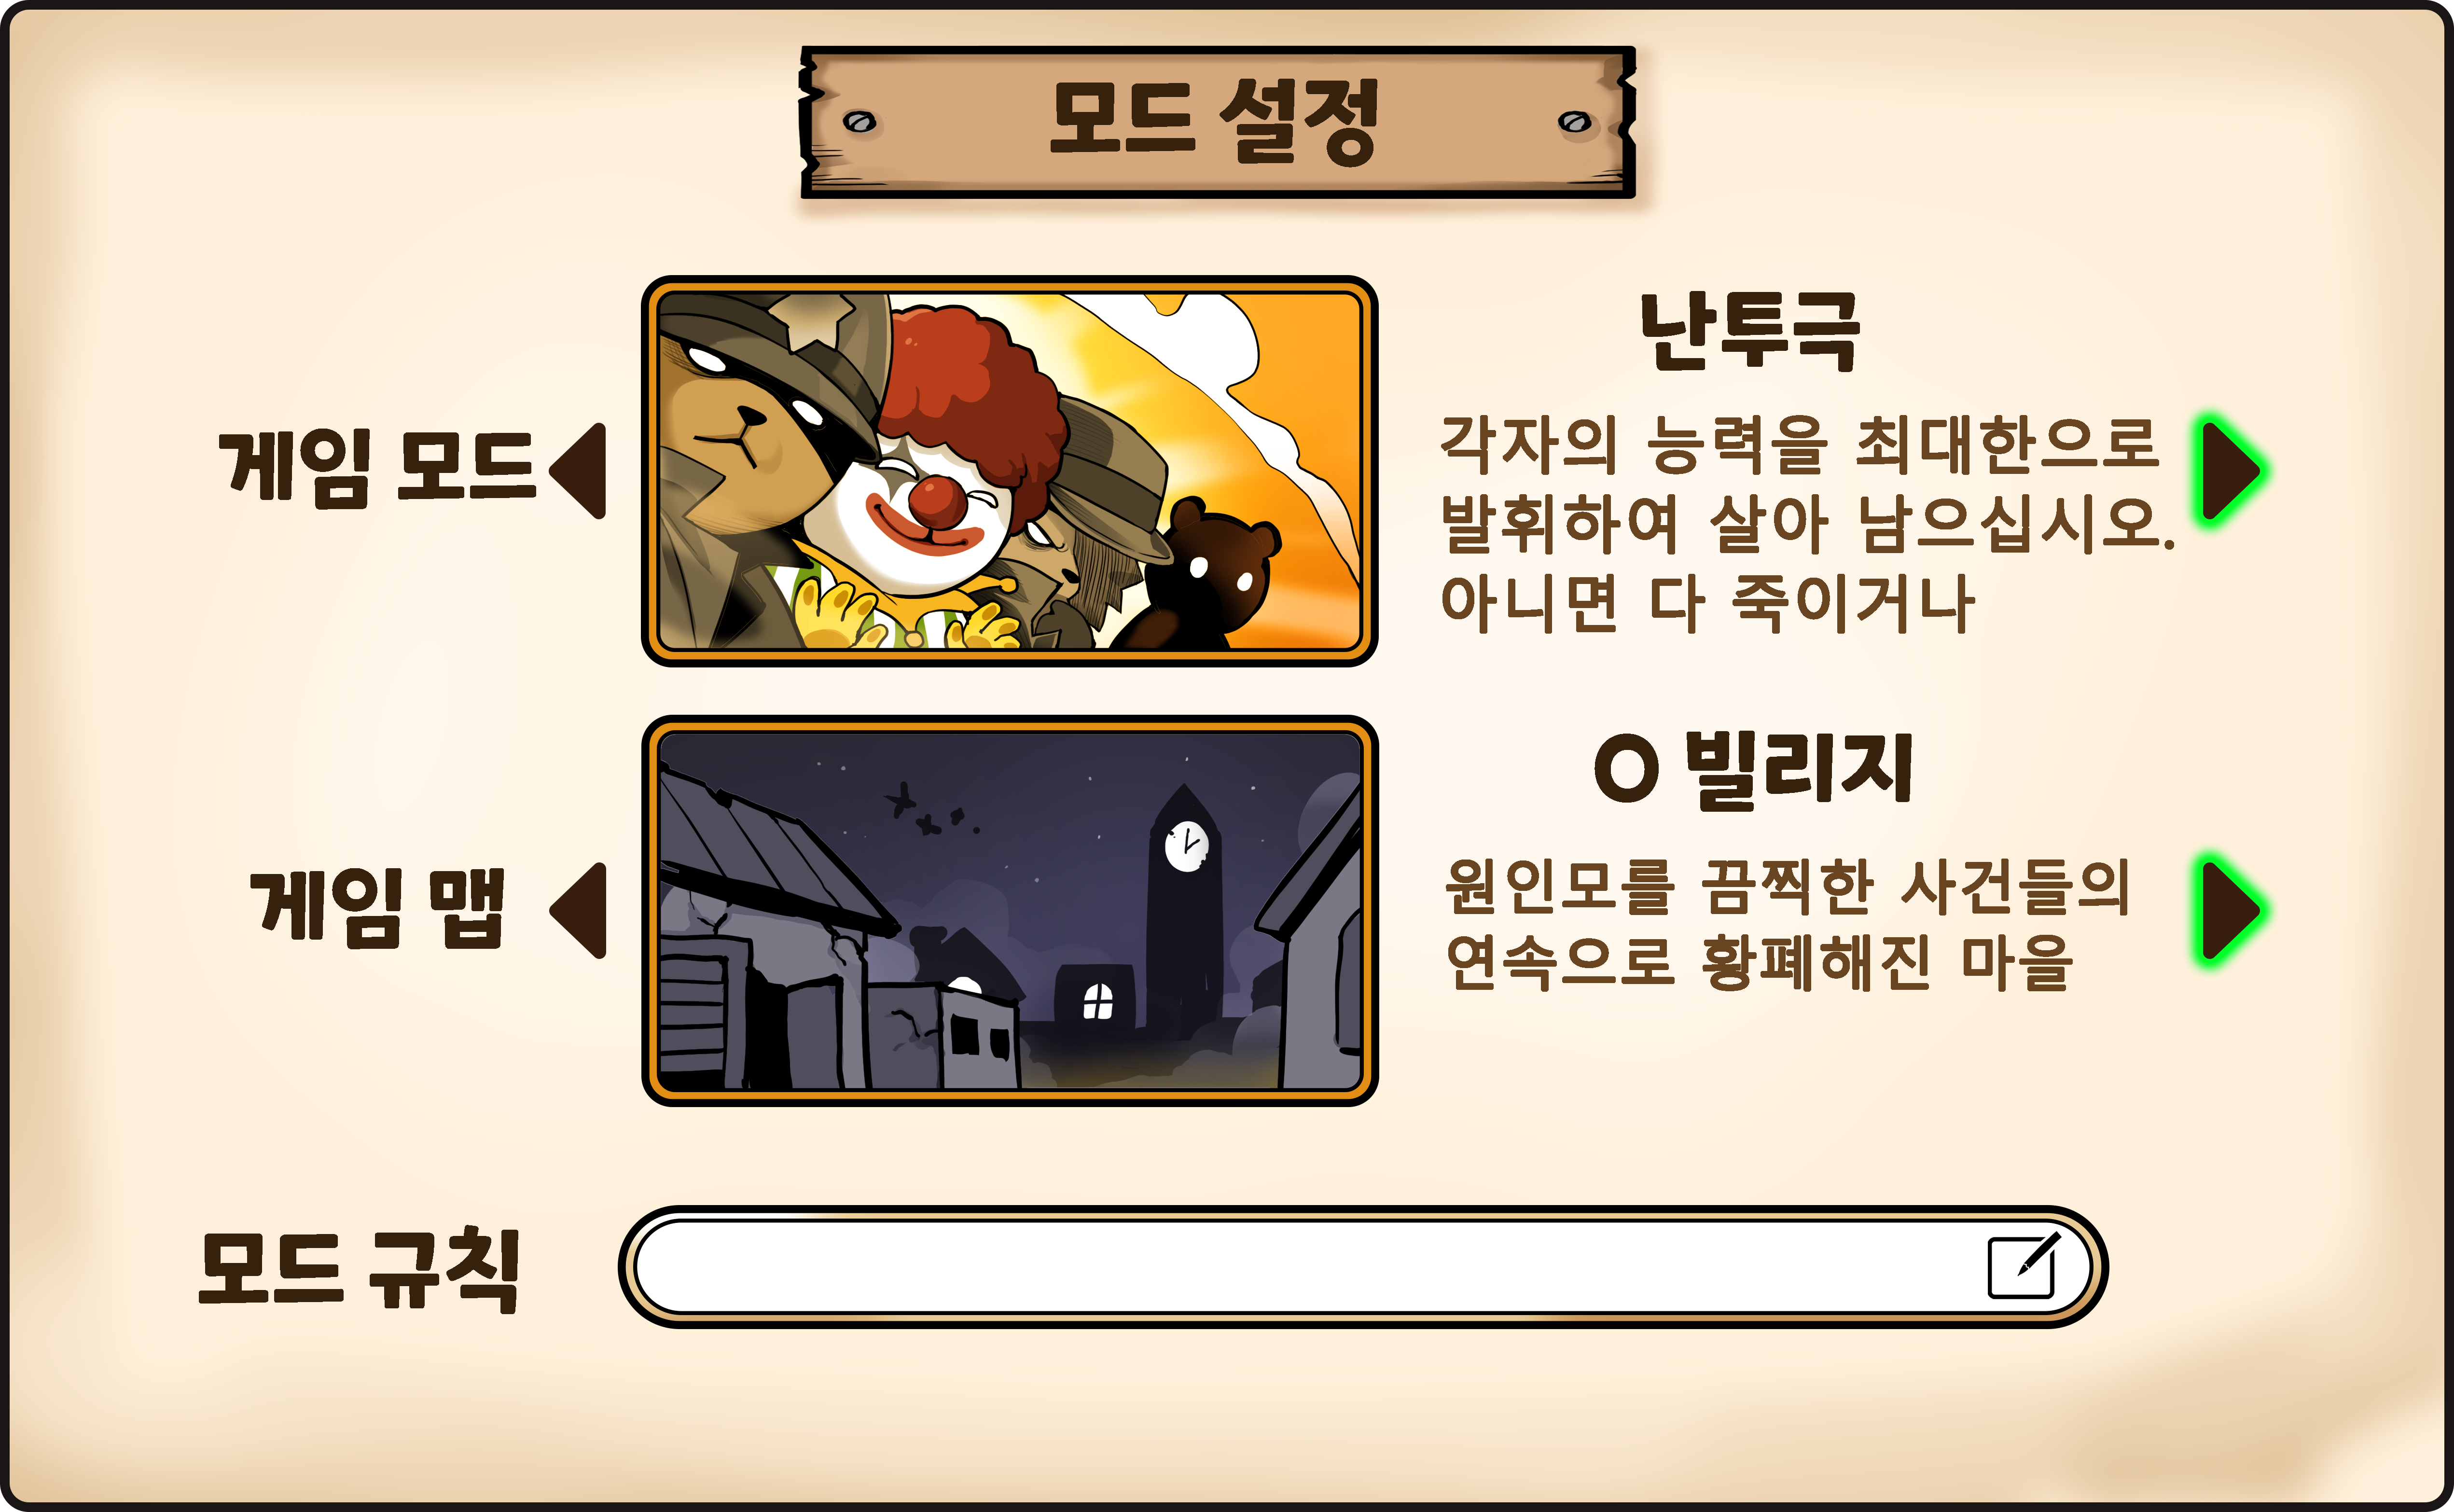 모드 설정
게임 모드
난투극
각자의 능력을 최대한으로
발휘하여 살아 남으십시오.
아니면 다 죽이거나
게임 맵
O 빌리지
원인모를 끔찍한 사건들의
연속으로 황폐해진 마을
모드 규칙